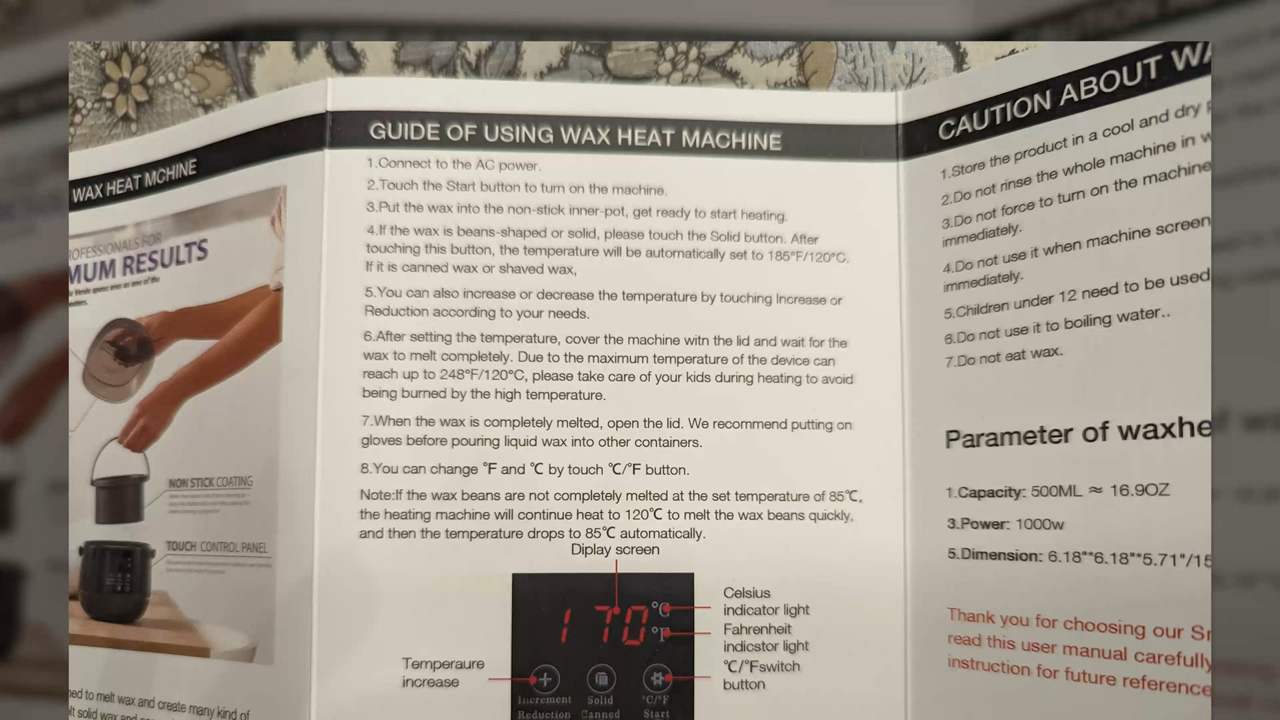 WAX HEAT MCHINE
OFESSIONALS FOR
MUM RESULTS
NON STICK COATING
TOUCH CONTROL PANEL
ned to melt wax and create many kind of
GUIDE OF USING WAX HEAT MACHINE
1.Connect to the AC power.
2.Touch the Start button to turn on the machine.
3.Put the wax into the non-stick inner-pot, get ready to start heating.
4.If the wax is beans-shaped or solid, please touch the Solid button. After
touching this button, the temperature will be automatically set to 185°F/120°C.
If it is canned wax or shaved wax,
5.You can also increase or decrease the temperature by touching Increase or
Reduction according to your needs.
6.After setting the temperature, cover the machine witn the lid and wait for the
wax to melt completely. Due to the maximum temperature of the device can
reach up to 248°F/120°C, please take care of your kids during heating to avoid
being burned by the high temperature.
7.When the wax is completely melted, open the lid. We recommend putting on
gloves before pouring liquid wax into other containers.
8.You can change °F and ℃ by touch ℃/°F button.
Note:If the wax beans are not completely melted at the set temperature of 85℃,
the heating machine will continue heat to 120℃ to melt the wax beans quickly,
and then the temperature drops to 85℃ automatically.
Diplay screen
170
°C
°F
Celsius
indicator light
Fahrenheit
indicstor light
℃/°Fswitch
button
Temperaure
increase
Increment Solid °C/°F
Reduction Canned Start
CAUTION ABOUT WA
1.Store the product in a cool and dry
2.Do not rinse the whole machine in w
3.Do not force to turn on the machine
immediately.
4.Do not use it when machine screen
immediately.
5.Children under 12 need to be used
6.Do not use it to boiling water..
7.Do not eat wax.
Parameter of waxhe
1.Capacity: 500ML ≈ 16.9OZ
3.Power: 1000w
5.Dimension: 6.18"*6.18"*5.71"/15
Thank you for choosing our Sr
read this user manual carefully
instruction for future reference